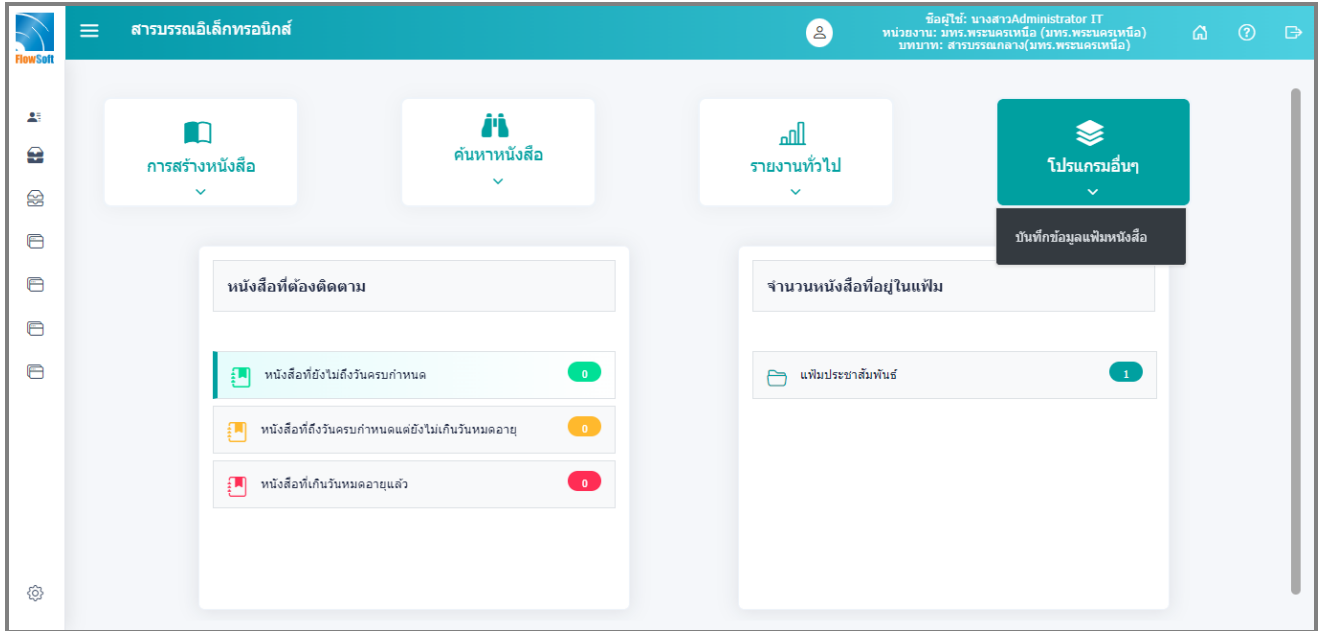 FlowSoft
สารบรรณอิเล็กทรอนิกส์
ชื่อผู้ใช้: นางสาวAdministrator IT
หน่วยงาน: มทร.พระนครเหนือ (มทร.พระนครเหนือ)
บทบาท: สารบรรณกลาง(มทร.พระนครเหนือ)
การสร้างหนังสือ
ค้นหาหนังสือ
รายงานทั่วไป
โปรแกรมอื่นๆ
บันทึกข้อมูลแฟ้มหนังสือ
หนังสือที่ต้องติดตาม
หนังสือที่ยังไม่ถึงวันครบกำหนด 0
หนังสือที่ถึงวันครบกำหนดแต่ยังไม่เกินวันหมดอายุ 0
หนังสือที่เกินวันหมดอายุแล้ว 0
จำนวนหนังสือที่อยู่ในแฟ้ม
แฟ้มประชาสัมพันธ์ 1